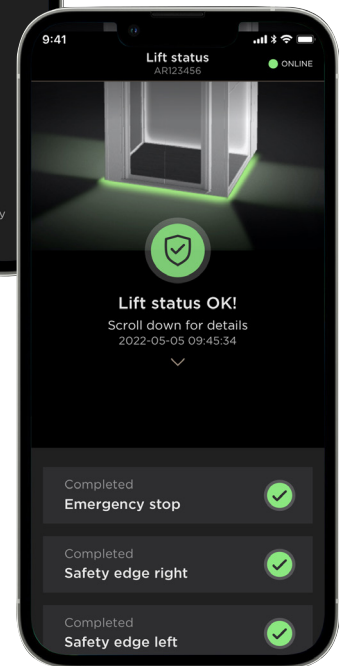 9:41
Lift status
AR123456
ONLINE
y
Lift status OK!
Scroll down for details
2022-05-05 09:45:34
Completed
Emergency stop
Completed
Safety edge right
Completed
Safety edge left